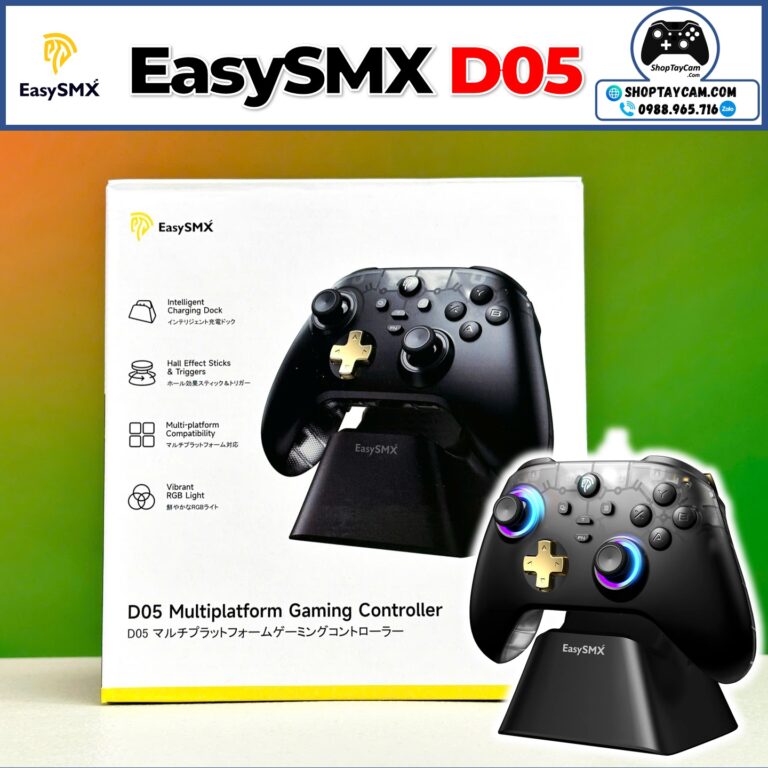 EasySMX
EasySMX D05
ShopTayCam
.Com
SHOPTAYCAM.COM
0988.965.716 Zalo
EasySMX
Intelligent
Charging Dock
インテリジェント充電ドック
Hall Effect Sticks
& Triggers
ホール効果スティック&トリガー
Multi-platform
Compatibility
マルチプラットフォーム対応
Vibrant
RGB Light
鮮やかなRGBライト
Y
B
A
EasySMX
D05 Multiplatform Gaming Controller
D05 マルチプラットフォームゲーミングコントローラー
Y
X
B
A
EasySMX